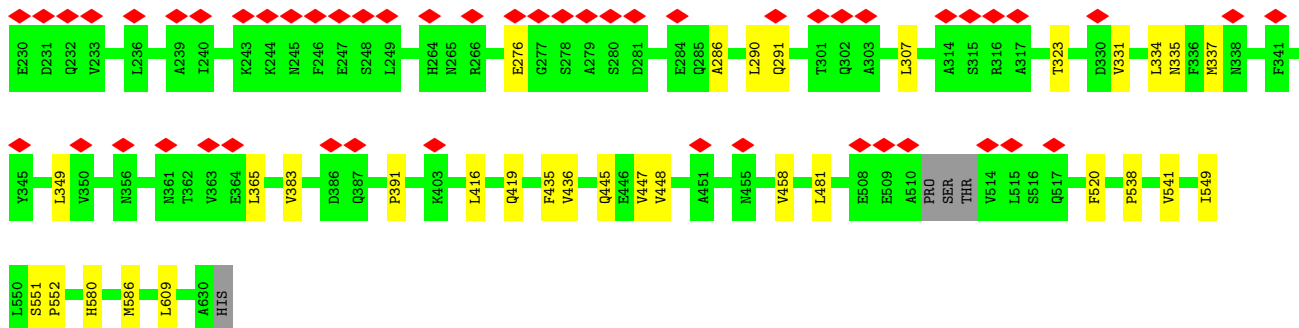 E230 D231 Q232 V233 L236 A239 I240 K243 K244 N245 F246 E247 S248 L249 H264 N265 R266 E276 G277 S278 A279 S280 D281 E284 Q285 A286 L290 Q291 T301 Q302 A303 L307 A314 S315 R316 A317 T323 D330 V331 L334 N335 F336 M337 N338 F341
Y345 L349 V350 N356 N361 T362 V363 E364 L365 V383 D386 Q387 P391 K403 L416 Q419 F435 V436 Q445 E446 V447 V448 A451 N455 V458 L481 E508 E509 A510 PRO SER THR V514 L515 S516 Q517 F520 P538 V541 I549
L550 S551 P552 H580 M586 L609 A630 HIS